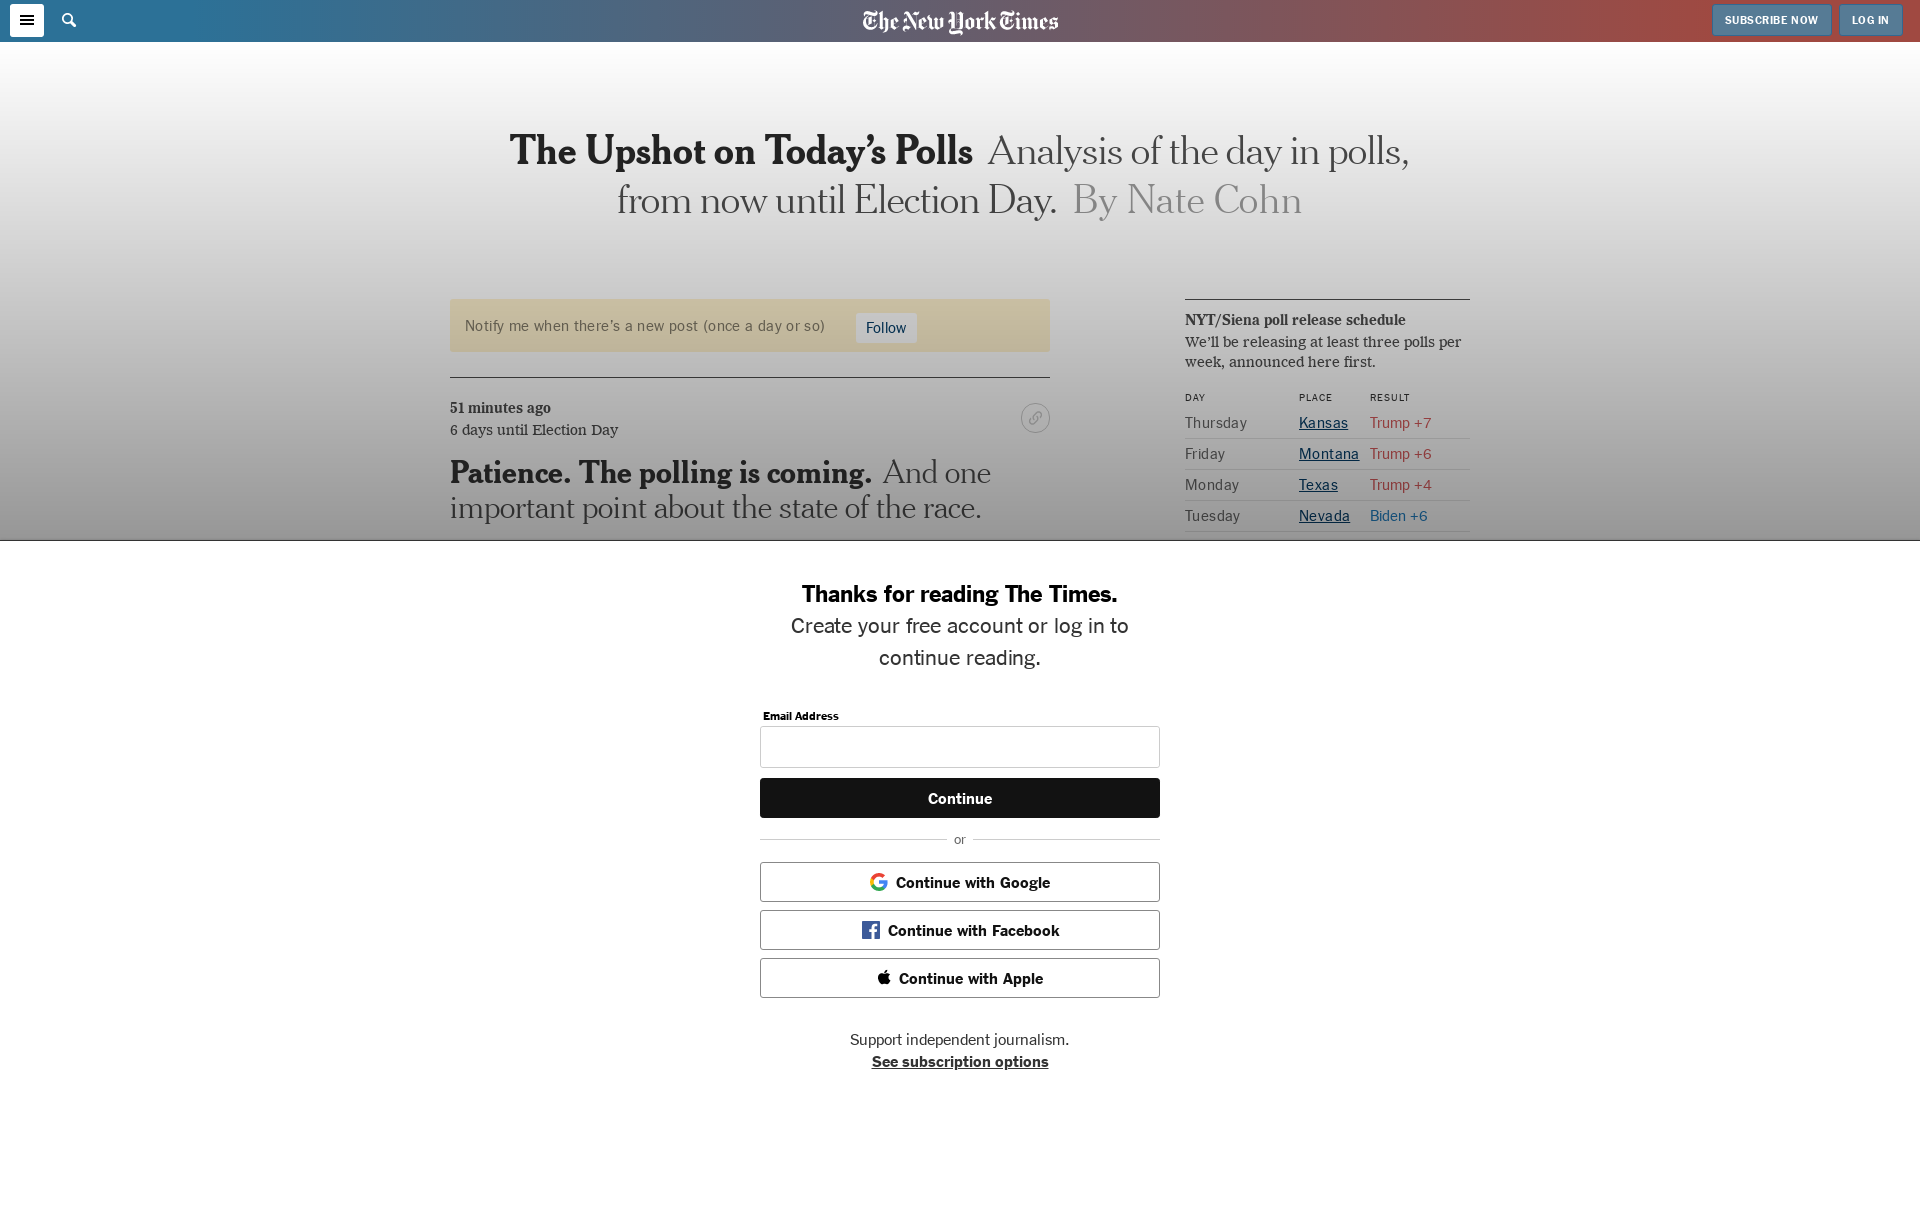 The New York Times
SUBSCRIBE NOW
LOG IN
The Upshot on Today’s Polls Analysis of the day in polls,
from now until Election Day. By Nate Cohn
Notify me when there’s a new post (once a day or so)
Follow
51 minutes ago
6 days until Election Day
Patience. The polling is coming. And one
important point about the state of the race.
NYT/Siena poll release schedule
We’ll be releasing at least three polls per
week, announced here first.
DAY PLACE RESULT
Thursday Kansas Trump +7
Friday Montana Trump +6
Monday Texas Trump +4
Tuesday Nevada Biden +6
Thanks for reading The Times.
Create your free account or log in to
continue reading.
Email Address
Continue
or
Continue with Google
Continue with Facebook
Continue with Apple
Support independent journalism.
See subscription options